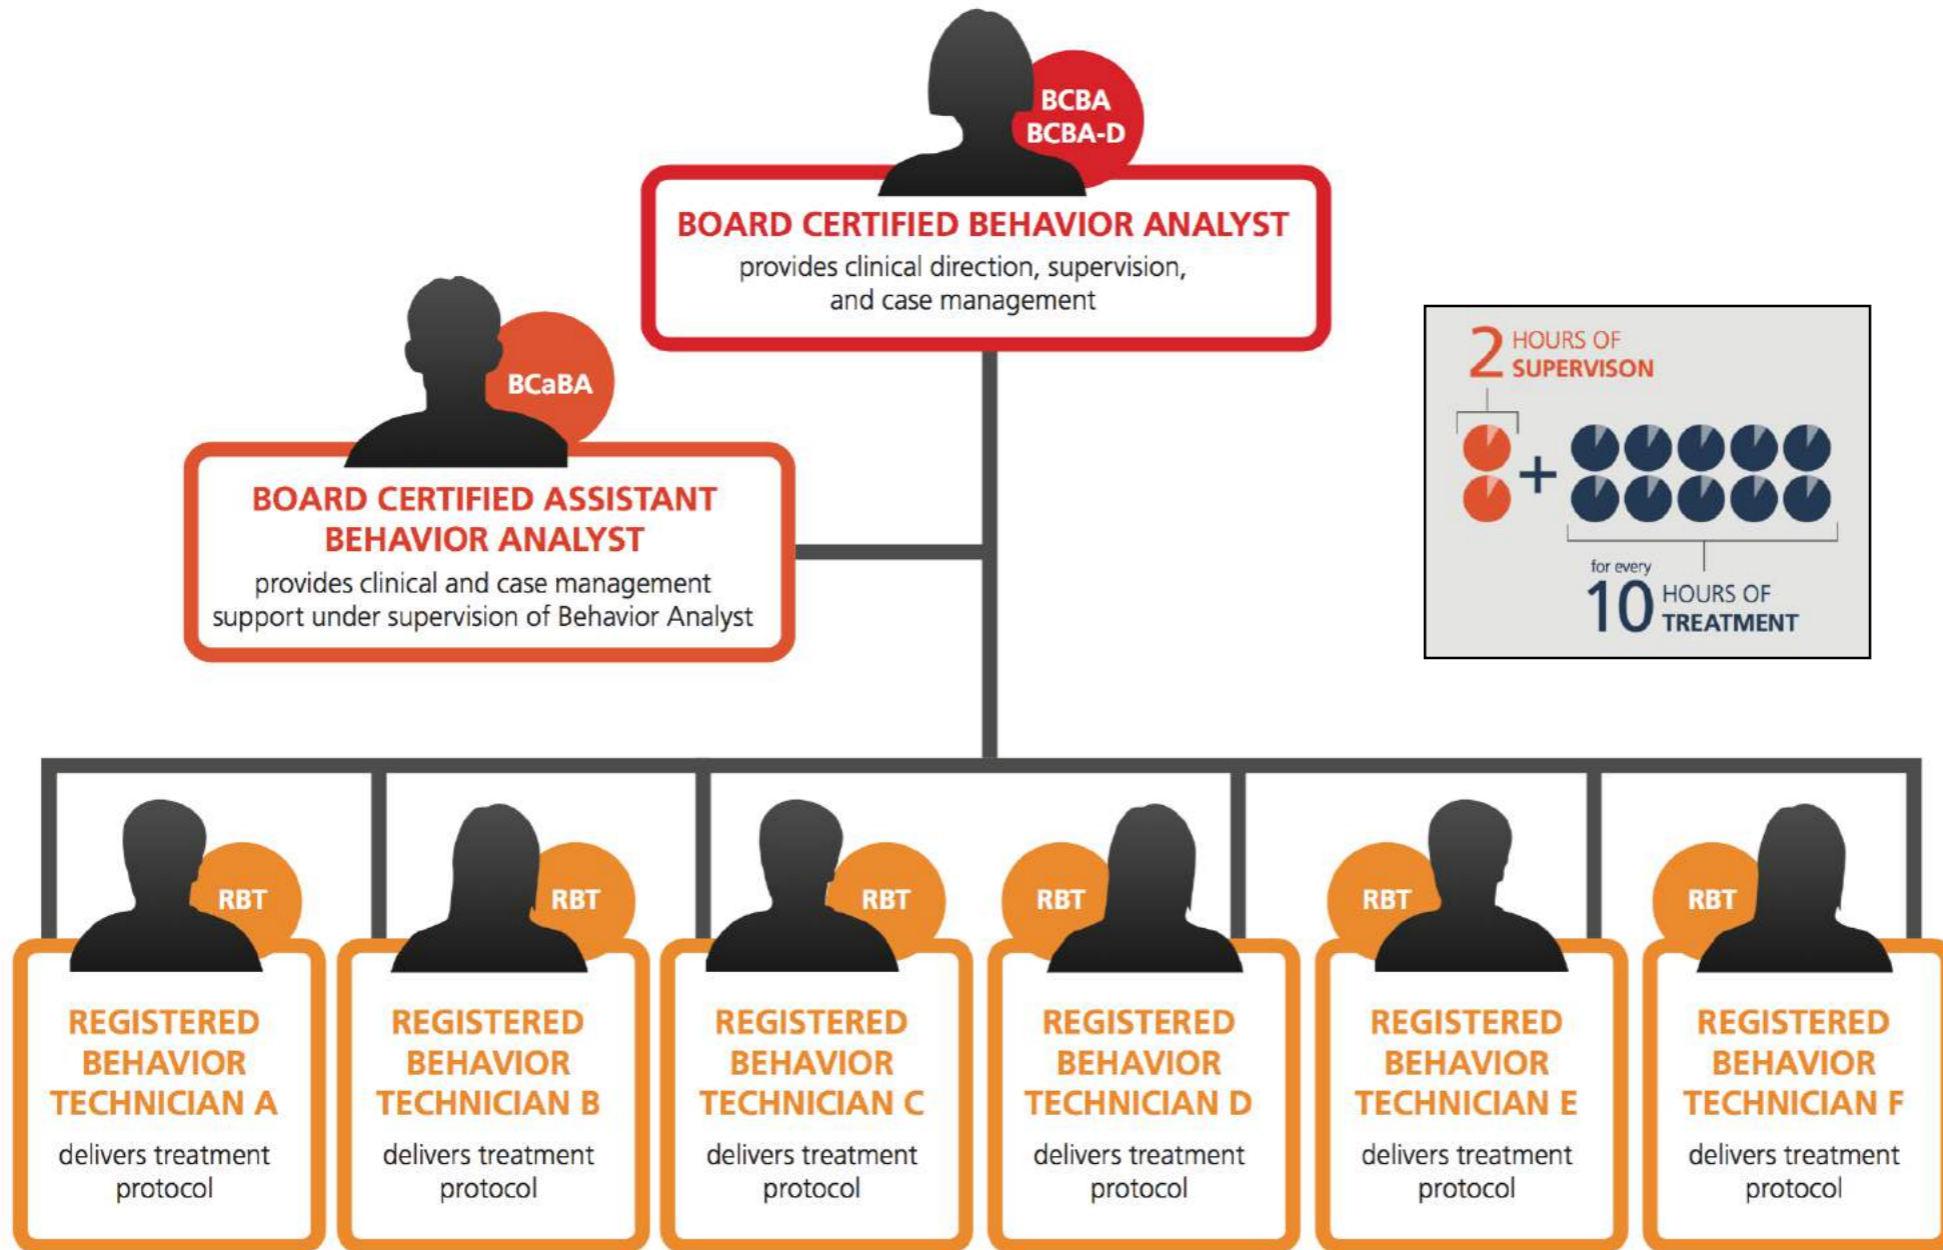 BCBA
BCBA-D
BOARD CERTIFIED BEHAVIOR ANALYST
provides clinical direction, supervision,
and case management
BCaBA
BOARD CERTIFIED ASSISTANT
BEHAVIOR ANALYST
provides clinical and case management
support under supervision of Behavior Analyst
2 HOURS OF
SUPERVISON
+
for every
10 HOURS OF
TREATMENT
RBT
REGISTERED
BEHAVIOR
TECHNICIAN A
delivers treatment
protocol
RBT
REGISTERED
BEHAVIOR
TECHNICIAN B
delivers treatment
protocol
RBT
REGISTERED
BEHAVIOR
TECHNICIAN C
delivers treatment
protocol
RBT
REGISTERED
BEHAVIOR
TECHNICIAN D
delivers treatment
protocol
RBT
REGISTERED
BEHAVIOR
TECHNICIAN E
delivers treatment
protocol
RBT
REGISTERED
BEHAVIOR
TECHNICIAN F
delivers treatment
protocol